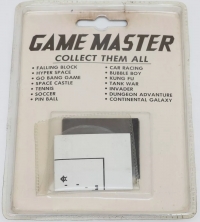 GAME MASTER
COLLECT THEM ALL
• FALLING BLOCK
• HYPER SPACE
• GO BANG GAME
• SPACE CASTLE
• TENNIS
• SOCCER
• PIN BALL
• CAR RACING
• BUBBLE BOY
• KUNG FU
• TANK WAR
• INVADER
• DUNGEON ADVANTURE
• CONTINENTAL GALAXY